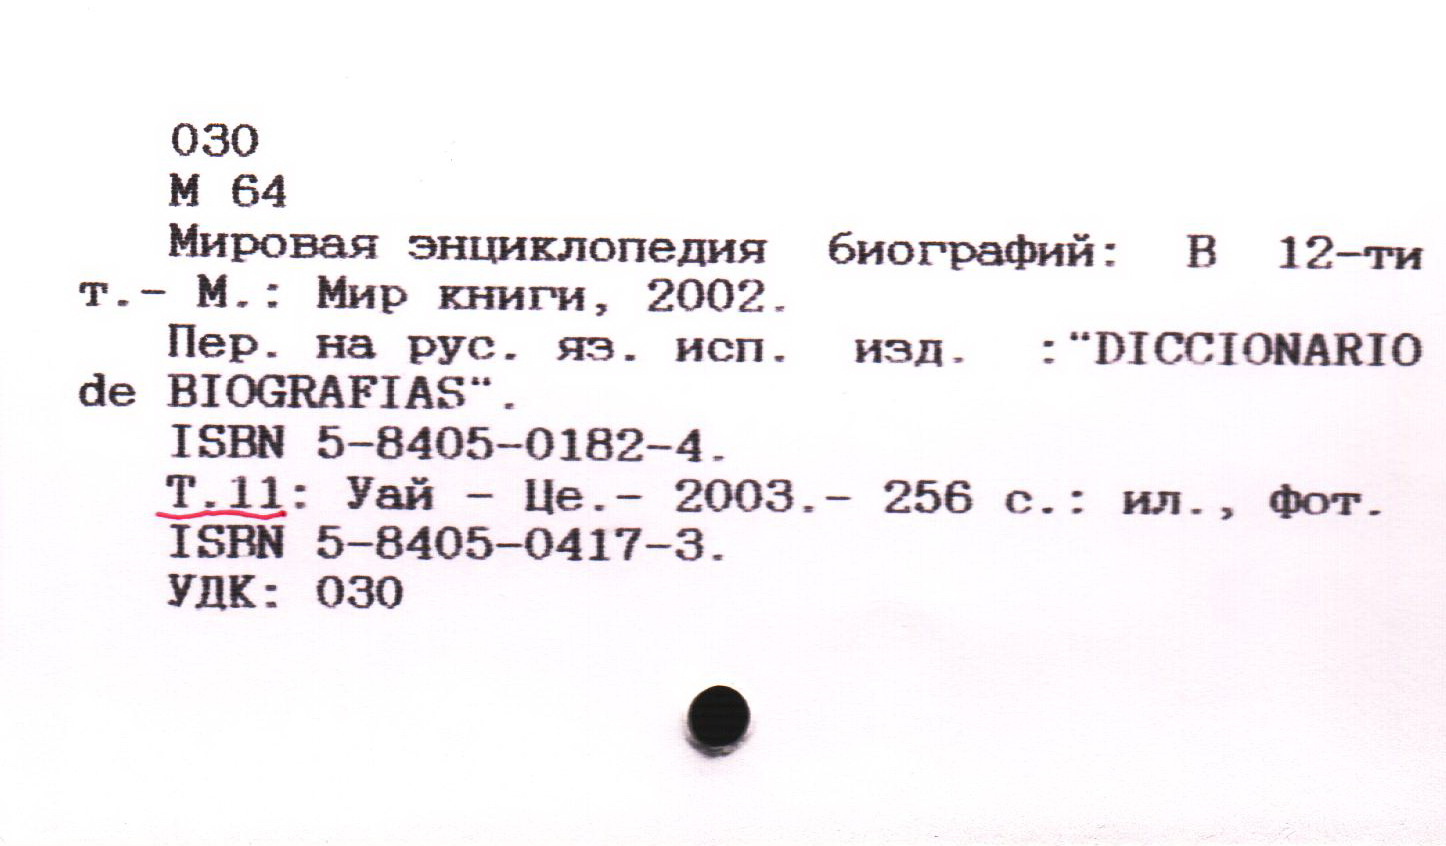 030
М 64
Мировая энциклопедия биографий: В 12-ти
т.- М.: Мир книги, 2002.
Пер. на рус. яз. исп. изд. :"DICCIONARIO
de BIOGRAFIAS".
ISBN 5-8405-0182-4.
Т.11: Уай - Це.- 2003.- 256 с.: ил., фот.
ISBN 5-8405-0417-3.
УДК: 030